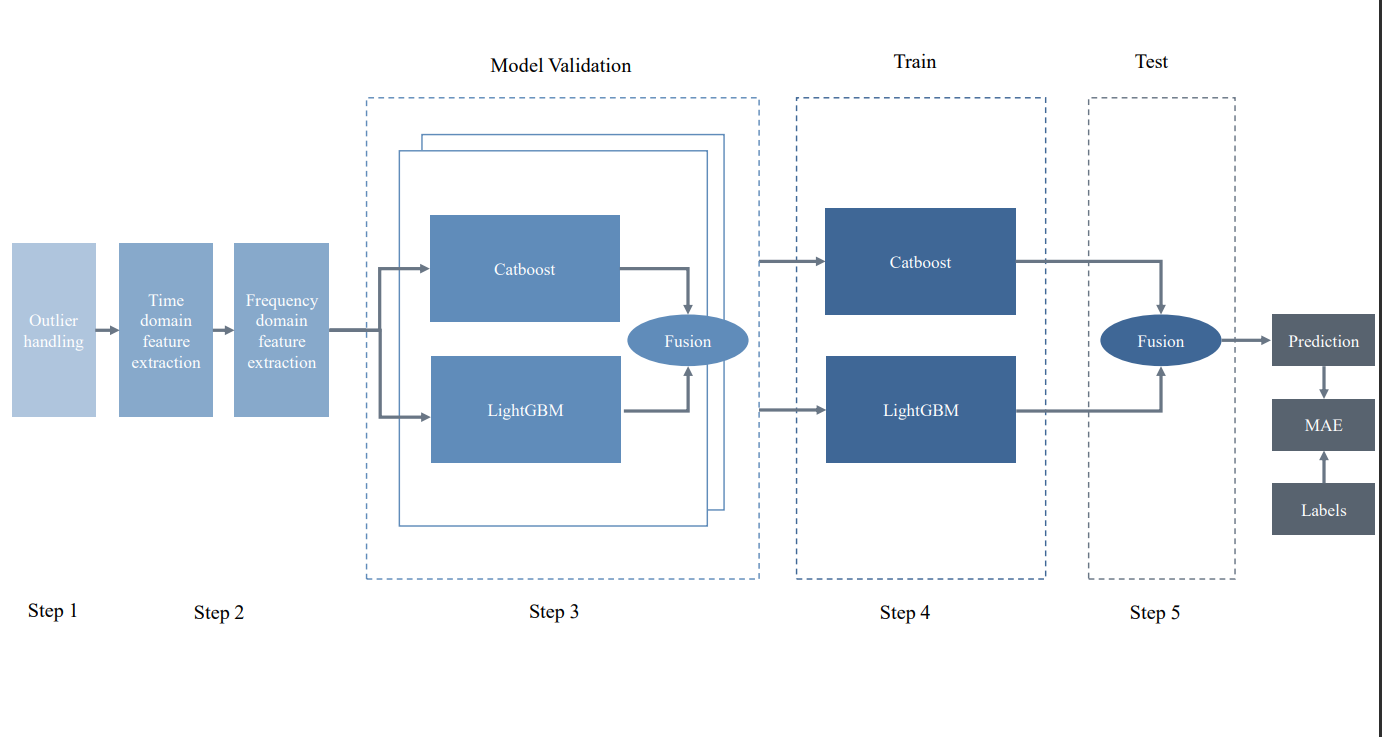 Model Validation
Train
Test
Outlier
handling
Time
domain
feature
extraction
Frequency
domain
feature
extraction
Catboost
LightGBM
Fusion
Catboost
LightGBM
Fusion
Prediction
MAE
Labels
Step 1
Step 2
Step 3
Step 4
Step 5